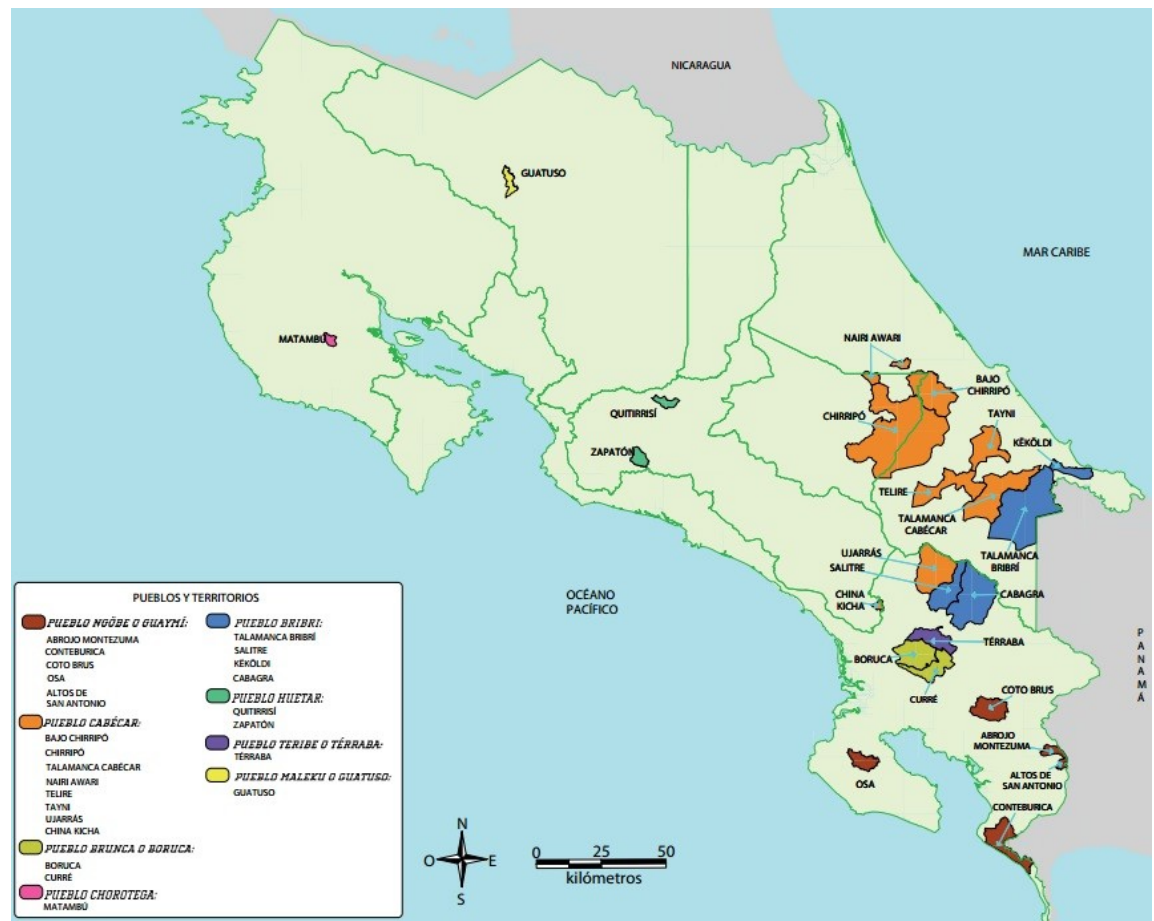 NICARAGUA
GUATUSO
MAR CARIBE
MATAMBÚ
NAIRI AWARI
BAJO
CHIRRIPÓ
QUITIRRISÍ
CHIRRIPÓ
TAYNI
ZAPATÓN
KÉKÖLDI
TELIRE
TALAMANCA
CABÉCAR
UJARRÁS
TALAMANCA
BRIBRÍ
SALITRE
OCÉANO
PACÍFICO
CHINA
KICHA
CABAGRA
TÉRRABA
BORUCA
PANAMÁ
CURRÉ
COTO BRUS
ABROJO
MONTEZUMA
OSA
ALTOS DE
SAN ANTONIO
CONTEBURICA
PUEBLOS Y TERRITORIOS
PUEBLO NGÖBE O GUAYMÍ:
ABROJO MONTEZUMA
CONTEBURICA
COTO BRUS
OSA
ALTOS DE
SAN ANTONIO
PUEBLO CABÉCAR:
BAJO CHIRRIPÓ
CHIRRIPÓ
TALAMANCA CABÉCAR
NAIRI AWARI
TELIRE
TAYNI
UJARRÁS
CHINA KICHA
PUEBLO BRUNCA O BORUCA:
BORUCA
CURRÉ
PUEBLO CHOROTEGA:
MATAMBÚ
PUEBLO BRIBRI:
TALAMANCA BRIBRÍ
SALITRE
KÉKÖLDI
CABAGRA
PUEBLO HUETAR:
QUITIRRISÍ
ZAPATÓN
PUEBLO TERIBE O TÉRRABA:
TÉRRABA
PUEBLO MALEKU O GUATUSO:
GUATUSO
N
O E
S
0 25 50
kilómetros